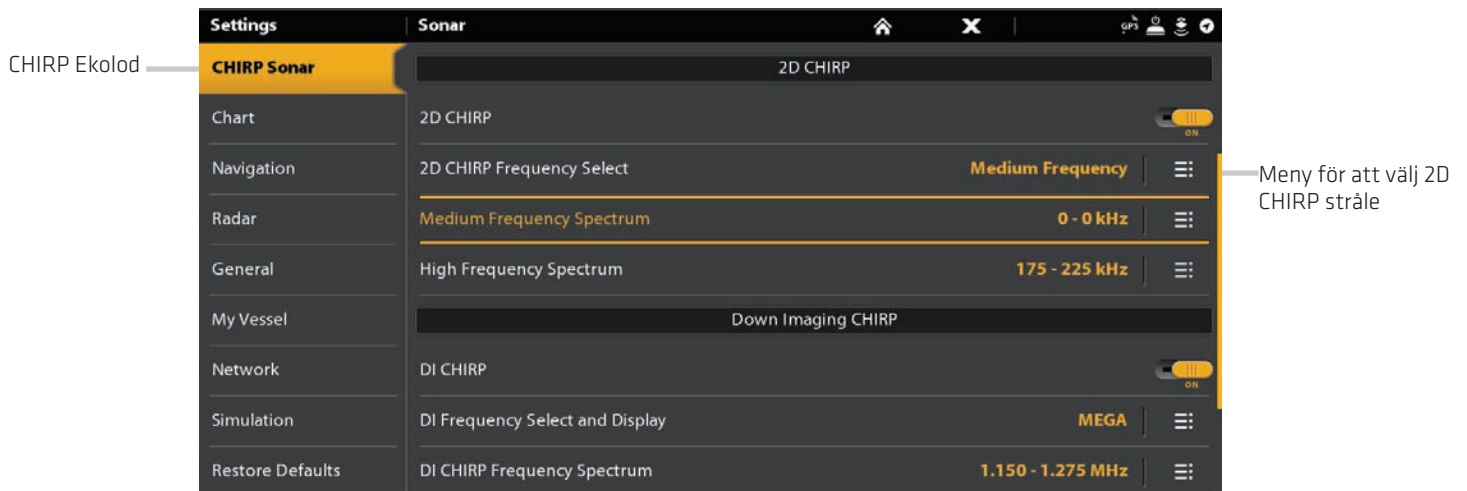 Settings
Sonar
GPS
CHIRP Ekolod
CHIRP Sonar
2D CHIRP
Chart
2D CHIRP
ON
Navigation
2D CHIRP Frequency Select
Medium Frequency
Meny för att välj 2D
CHIRP stråle
Radar
Medium Frequency Spectrum
0 - 0 kHz
General
High Frequency Spectrum
175 - 225 kHz
My Vessel
Down Imaging CHIRP
Network
DI CHIRP
ON
Simulation
DI Frequency Select and Display
MEGA
Restore Defaults
DI CHIRP Frequency Spectrum
1.150 - 1.275 MHz